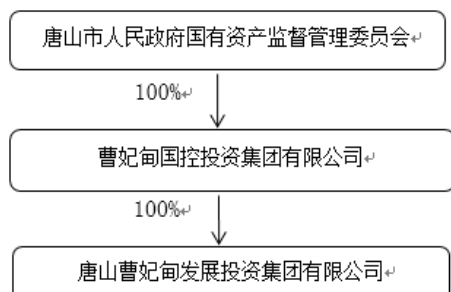 唐山市人民政府国有资产监督管理委员会↵
100%↵
曹妃甸国控投资集团有限公司↵
100%↵
唐山曹妃甸发展投资集团有限公司↵